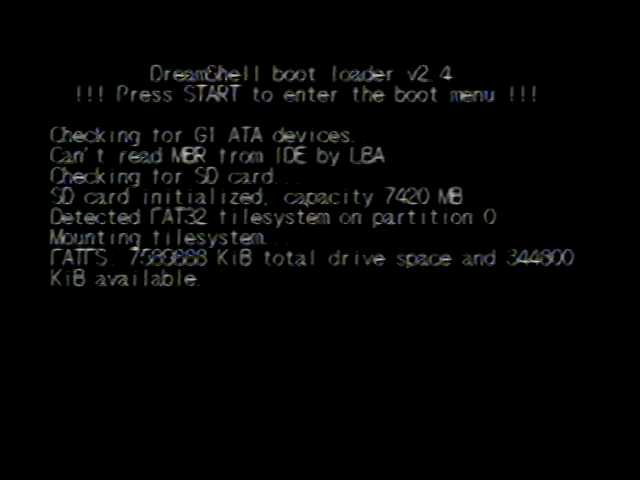 DreamShell boot loader v2.4
!!! Press START to enter the boot menu !!!
Checking for G1 ATA devices...
Can't read MBR from IDE by LBA
Checking for SD card...
SD card initialized, capacity 7420 MB
Detected FAT32 filesystem on partition 0
Mounting filesystem...
FATFS: 7589888 KiB total drive space and 344800
KiB available.